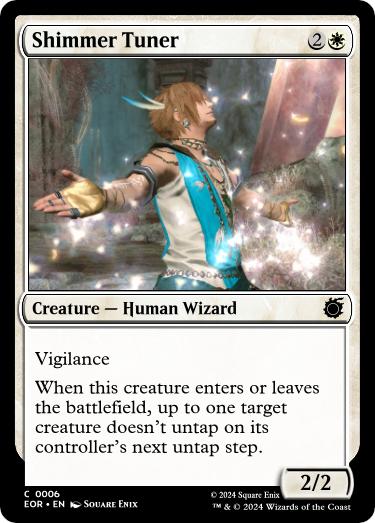 Shimmer Tuner 2
Creature — Human Wizard
Vigilance
When this creature enters or leaves
the battlefield, up to one target
creature doesn't untap on its
controller's next untap step.
2/2
C 0006
EOR • EN SQUARE ENIX
© 2024 Square Enix
™ & © 2024 Wizards of the Coast